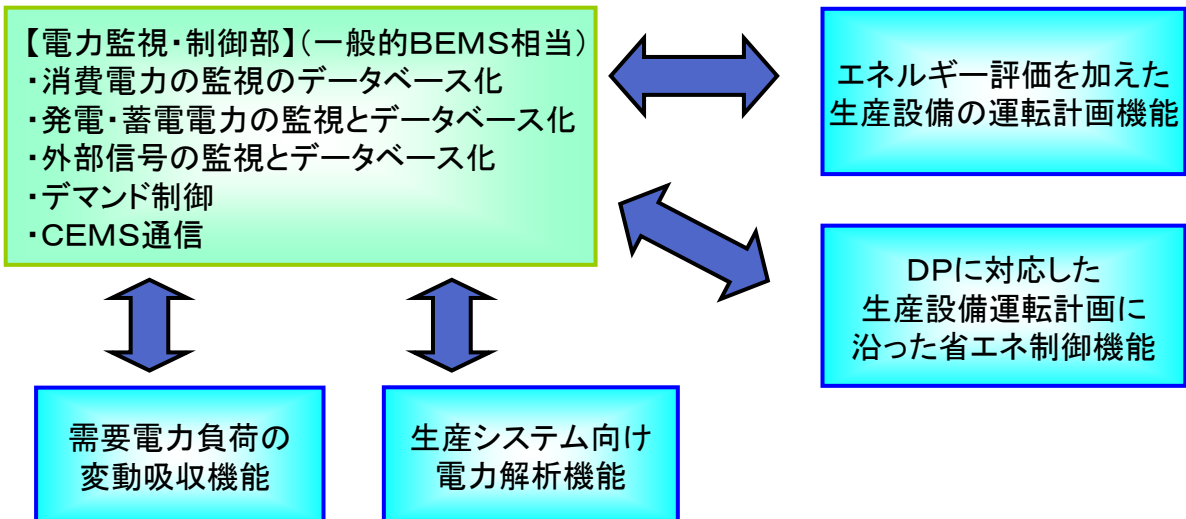 【電力監視・制御部】(一般的BEMS相当)
・消費電力の監視のデータベース化
・発電・蓄電電力の監視とデータベース化
・外部信号の監視とデータベース化
・デマンド制御
・CEMS通信
エネルギー評価を加えた
生産設備の運転計画機能
DPに対応した
生産設備運転計画に
沿った省エネ制御機能
需要電力負荷の
変動吸収機能
生産システム向け
電力解析機能